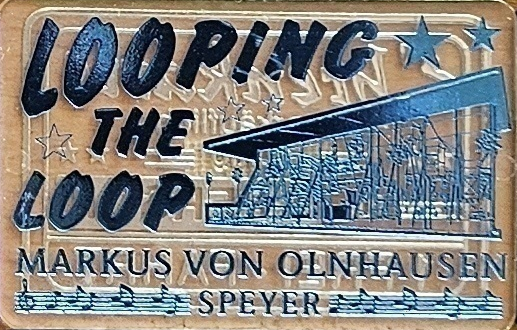 LOOPING
THE
LOOP
MARKUS VON OLNHAUSEN
SPEYER